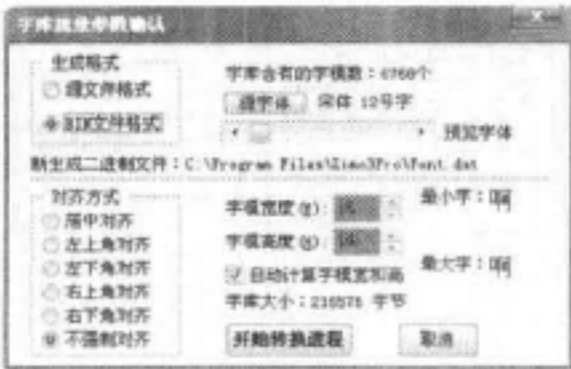 字库批量参数确认
生成格式
源文件格式
BIN文件格式
字库含有的字模数：6768个
选字体 宋体 12号字
预览字体
新生成二进制文件：C:\Program Files\Zimo3Pro\Font.dat
对齐方式
居中对齐
左上角对齐
左下角对齐
右上角对齐
右下角对齐
不强制对齐
字模宽度(W)：
最小字：啊
字模高度(H)：
自动计算字模宽和高
最大字：啊
字库大小：216576 字节
开始转换进程
取消